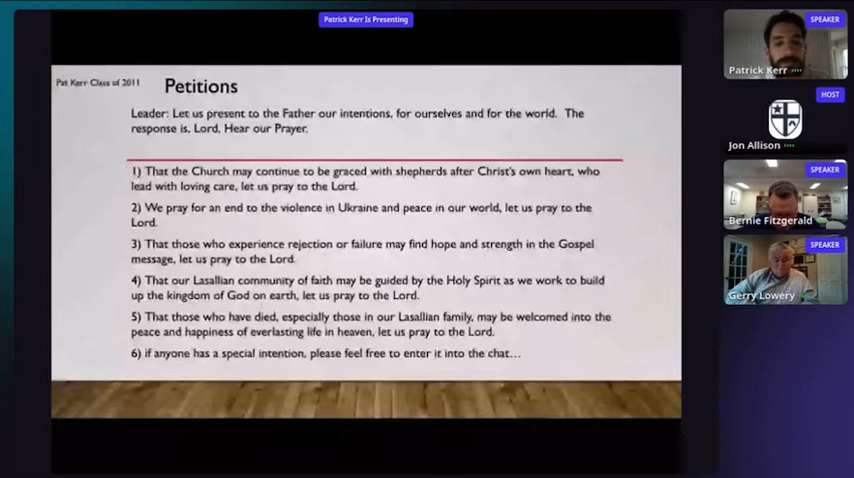 Patrick Kerr Is Presenting
Pat Kerr Class of 2011
Petitions
Leader: Let us present to the Father our intentions, for ourselves and for the world. The
response is, Lord, Hear our Prayer.
1) That the Church may continue to be graced with shepherds after Christ's own heart, who
lead with loving care, let us pray to the Lord.
2) We pray for an end to the violence in Ukraine and peace in our world, let us pray to the
Lord.
3) That those who experience rejection or failure may find hope and strength in the Gospel
message, let us pray to the Lord.
4) That our Lasallian community of faith may be guided by the Holy Spirit as we work to build
up the kingdom of God on earth, let us pray to the Lord.
5) That those who have died, especially those in our Lasallian family, may be welcomed into the
peace and happiness of everlasting life in heaven, let us pray to the Lord.
6) if anyone has a special intention, please feel free to enter it into the chat...
SPEAKER
Patrick Kerr
HOST
Jon Allison
SPEAKER
Bernie Fitzgerald
SPEAKER
Gerry Lowery